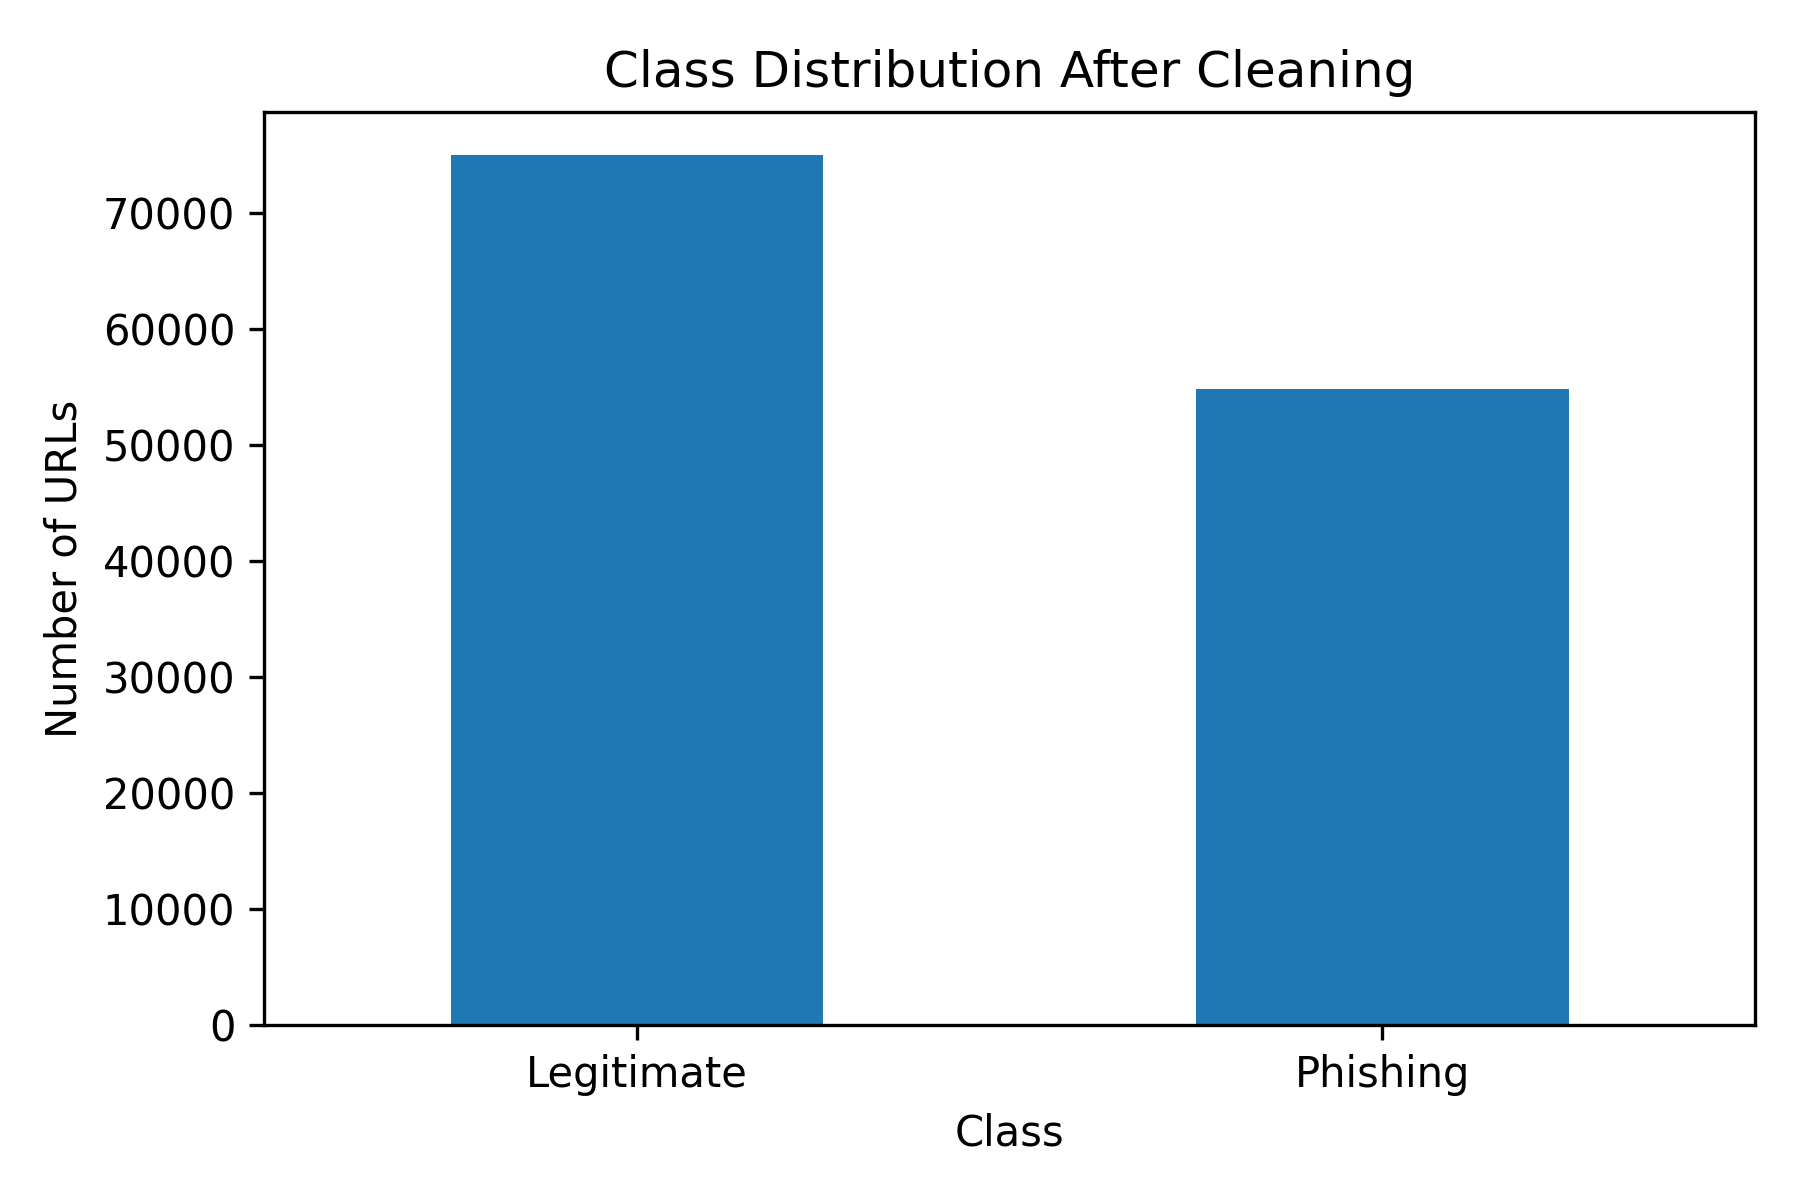 Class Distribution After Cleaning
Number of URLs
70000
60000
50000
40000
30000
20000
10000
0
Legitimate
Phishing
Class